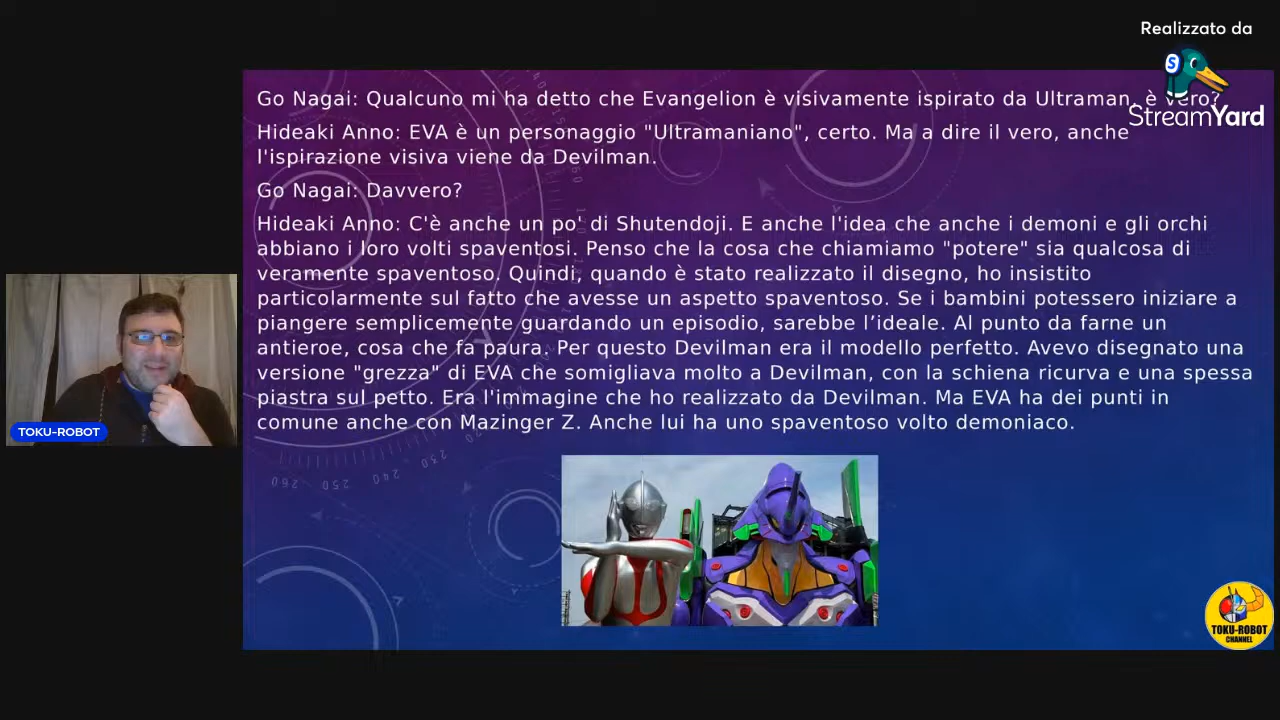 Realizzato da
StreamYard
Go Nagai: Qualcuno mi ha detto che Evangelion è visivamente ispirato da Ultraman, è vero?
Hideaki Anno: EVA è un personaggio "Ultramaniano", certo. Ma a dire il vero, anche
l'ispirazione visiva viene da Devilman.
Go Nagai: Davvero?
Hideaki Anno: C'è anche un po' di Shutendoji. E anche l'idea che anche i demoni e gli orchi
abbiano i loro volti spaventosi. Penso che la cosa che chiamiamo "potere" sia qualcosa di
veramente spaventoso. Quindi, quando è stato realizzato il disegno, ho insistito
particolarmente sul fatto che avesse un aspetto spaventoso. Se i bambini potessero iniziare a
piangere semplicemente guardando un episodio, sarebbe l’ideale. Al punto da farne un
antieroe, cosa che fa paura. Per questo Devilman era il modello perfetto. Avevo disegnato una
versione "grezza" di EVA che somigliava molto a Devilman, con la schiena ricurva e una spessa
piastra sul petto. Era l'immagine che ho realizzato da Devilman. Ma EVA ha dei punti in
comune anche con Mazinger Z. Anche lui ha uno spaventoso volto demoniaco.
TOKU-ROBOT
260 250 240 230
TOKU-ROBOT
CHANNEL